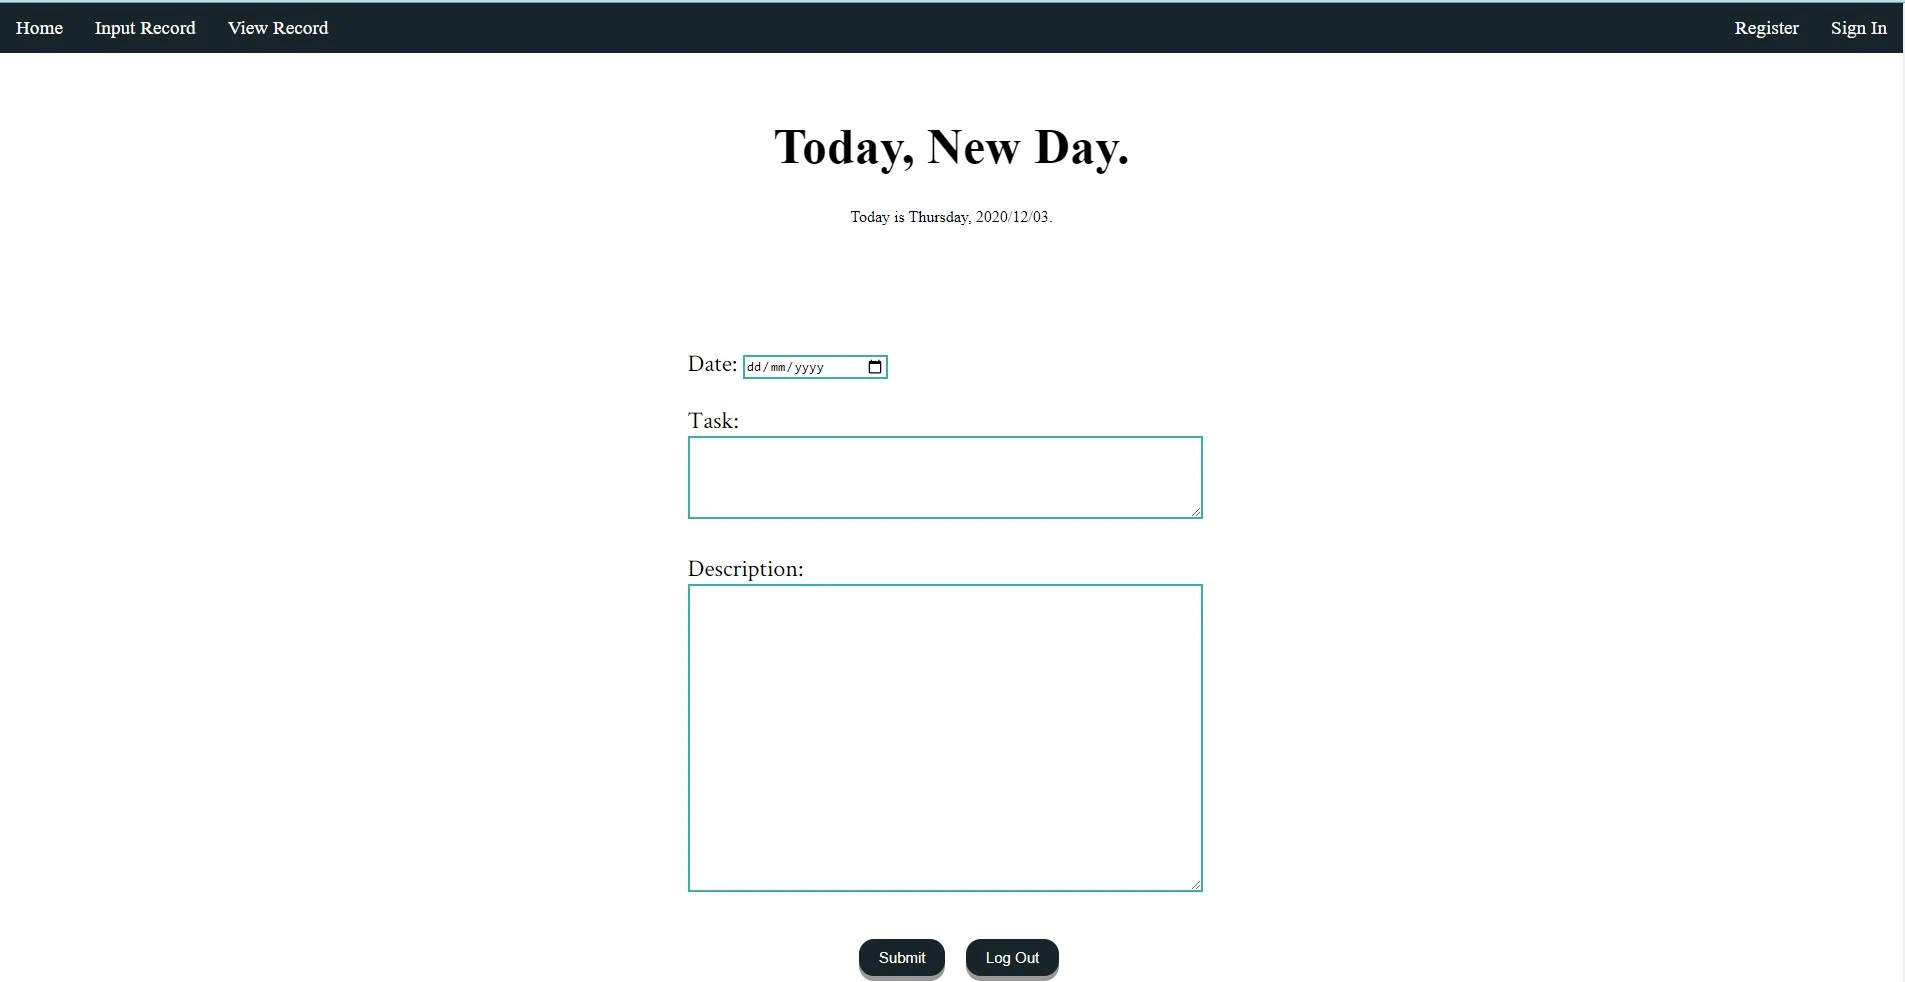 Home Input Record View Record Register Sign In
Today, New Day.
Today is Thursday, 2020/12/03.
Date: dd/mm/yyyy
Task:
Description:
Submit Log Out